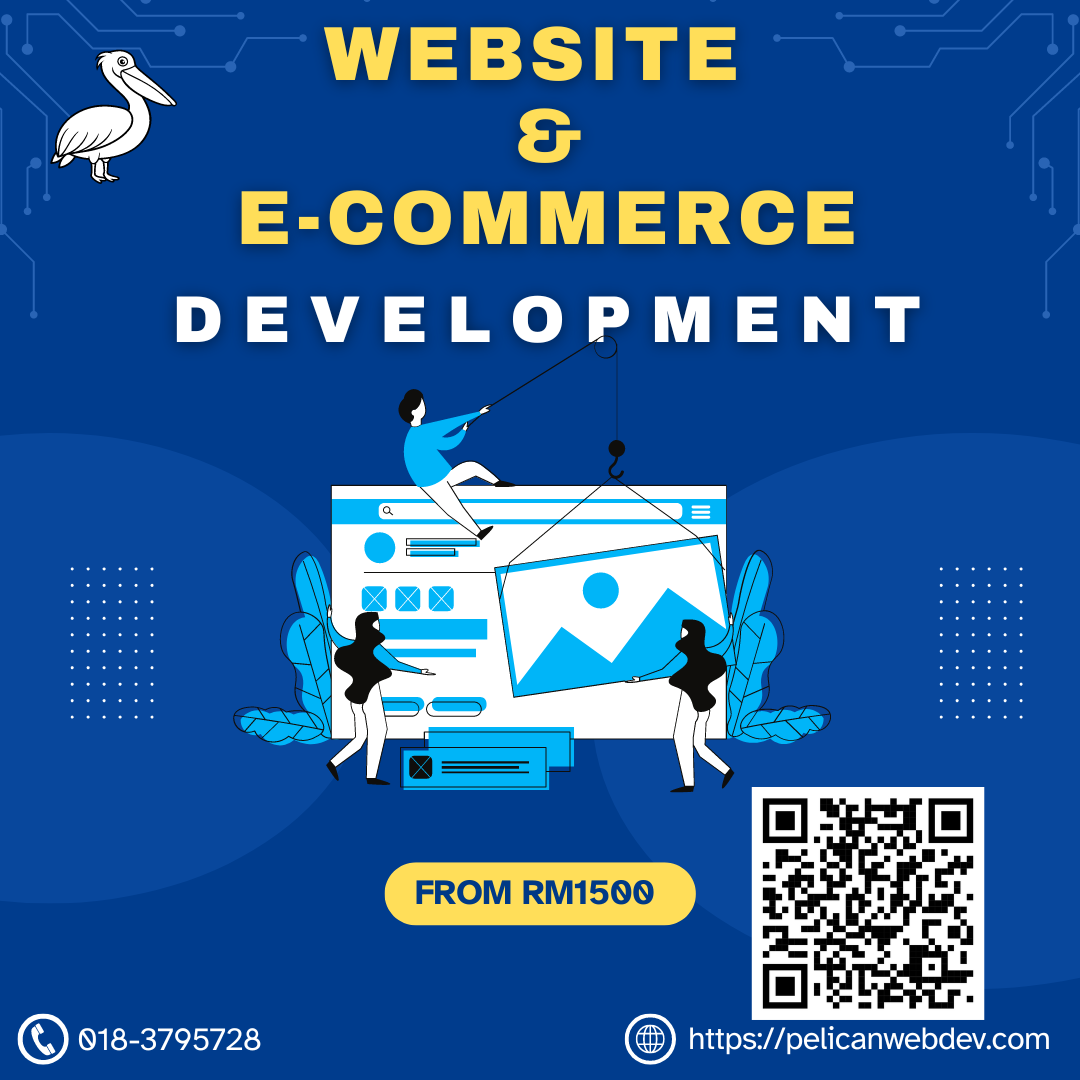 WEBSITE
&
E-COMMERCE
DEVELOPMENT
FROM RM1500
018-3795728
https://pelicanwebdev.com